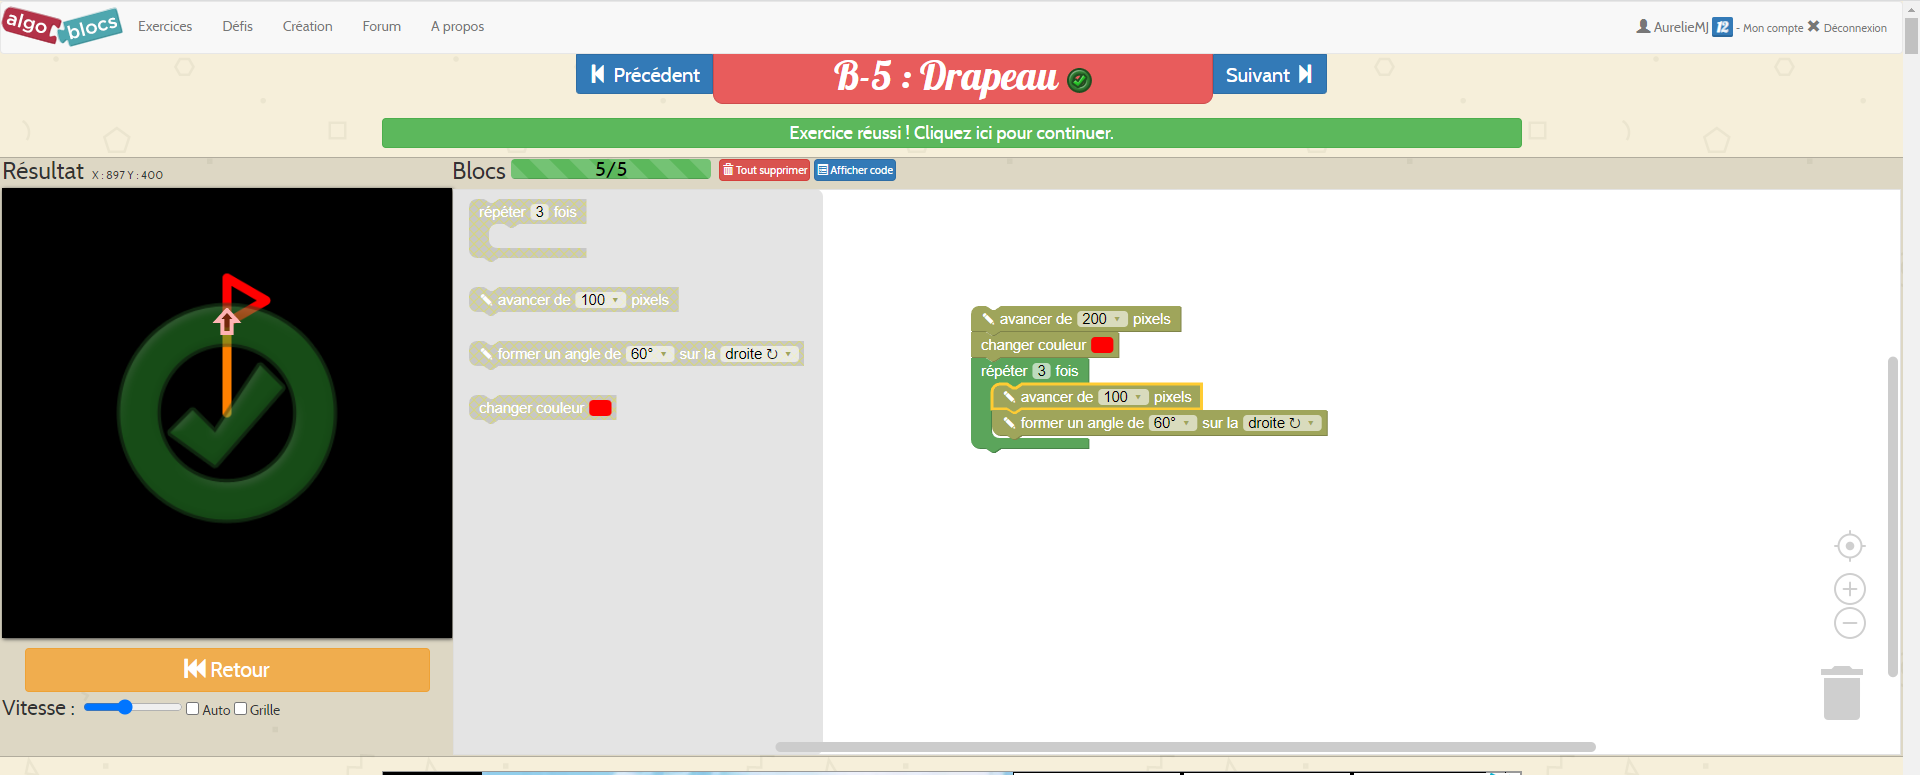 algo blocs
Exercices Défis Création Forum A propos
AurelieMJ 12 - Mon compte Déconnexion
Précédent
B-5 : Drapeau
Suivant
Exercice réussi ! Cliquez ici pour continuer.
Résultat X : 897 Y : 400
Blocs 5/5 Tout supprimer Afficher code
répéter 3 fois
avancer de 100 pixels
former un angle de 60° sur la droite ↻
changer couleur
avancer de 200 pixels
changer couleur
répéter 3 fois
avancer de 100 pixels
former un angle de 60° sur la droite ↻
Retour
Vitesse : Auto Grille